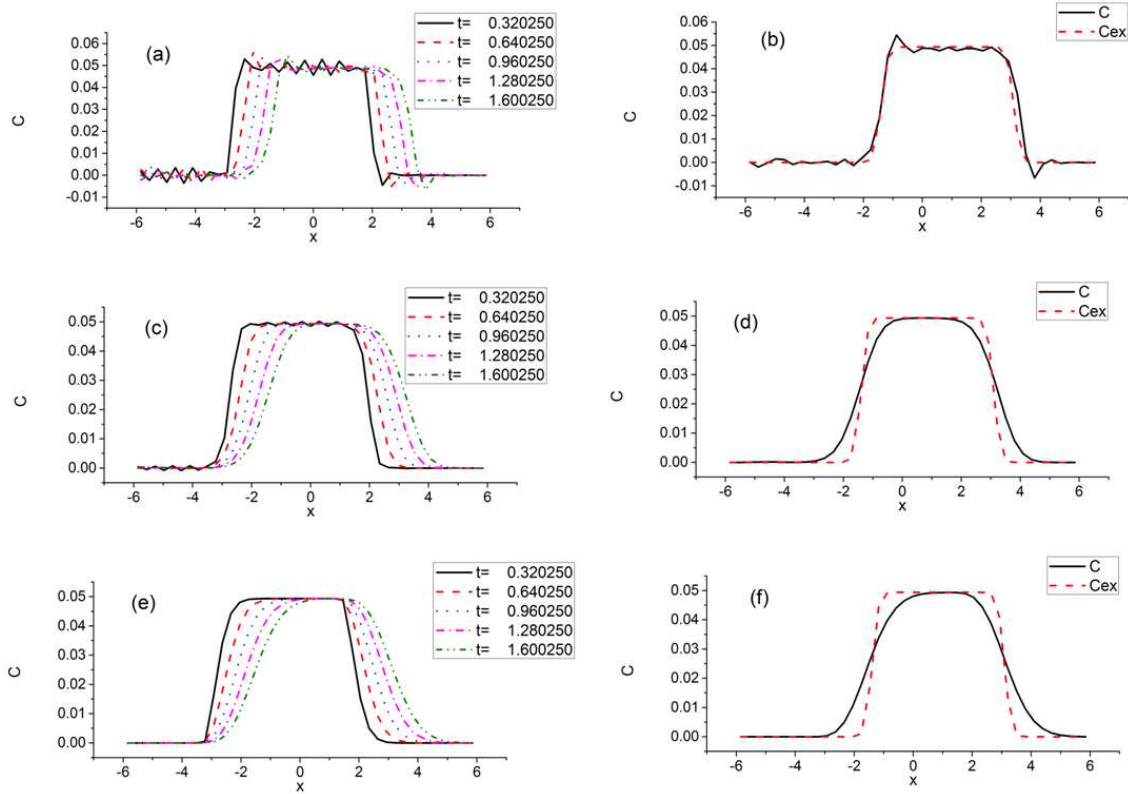 (a)
t= 0.320250
t= 0.640250
t= 0.960250
t= 1.280250
t= 1.600250
0.06
0.05
0.04
0.03
0.02
0.01
0.00
-0.01
C
-6 -4 -2 0 2 4 6
x
(b)
C
Cex
0.06
0.05
0.04
0.03
0.02
0.01
0.00
-0.01
C
-6 -4 -2 0 2 4 6
x
(c)
t= 0.320250
t= 0.640250
t= 0.960250
t= 1.280250
t= 1.600250
0.05
0.04
0.03
0.02
0.01
0.00
C
-6 -4 -2 0 2 4 6
x
(d)
C
Cex
0.05
0.04
0.03
0.02
0.01
0.00
C
-6 -4 -2 0 2 4 6
x
(e)
t= 0.320250
t= 0.640250
t= 0.960250
t= 1.280250
t= 1.600250
0.05
0.04
0.03
0.02
0.01
0.00
C
-6 -4 -2 0 2 4 6
x
(f)
C
Cex
0.05
0.04
0.03
0.02
0.01
0.00
C
-6 -4 -2 0 2 4 6
x